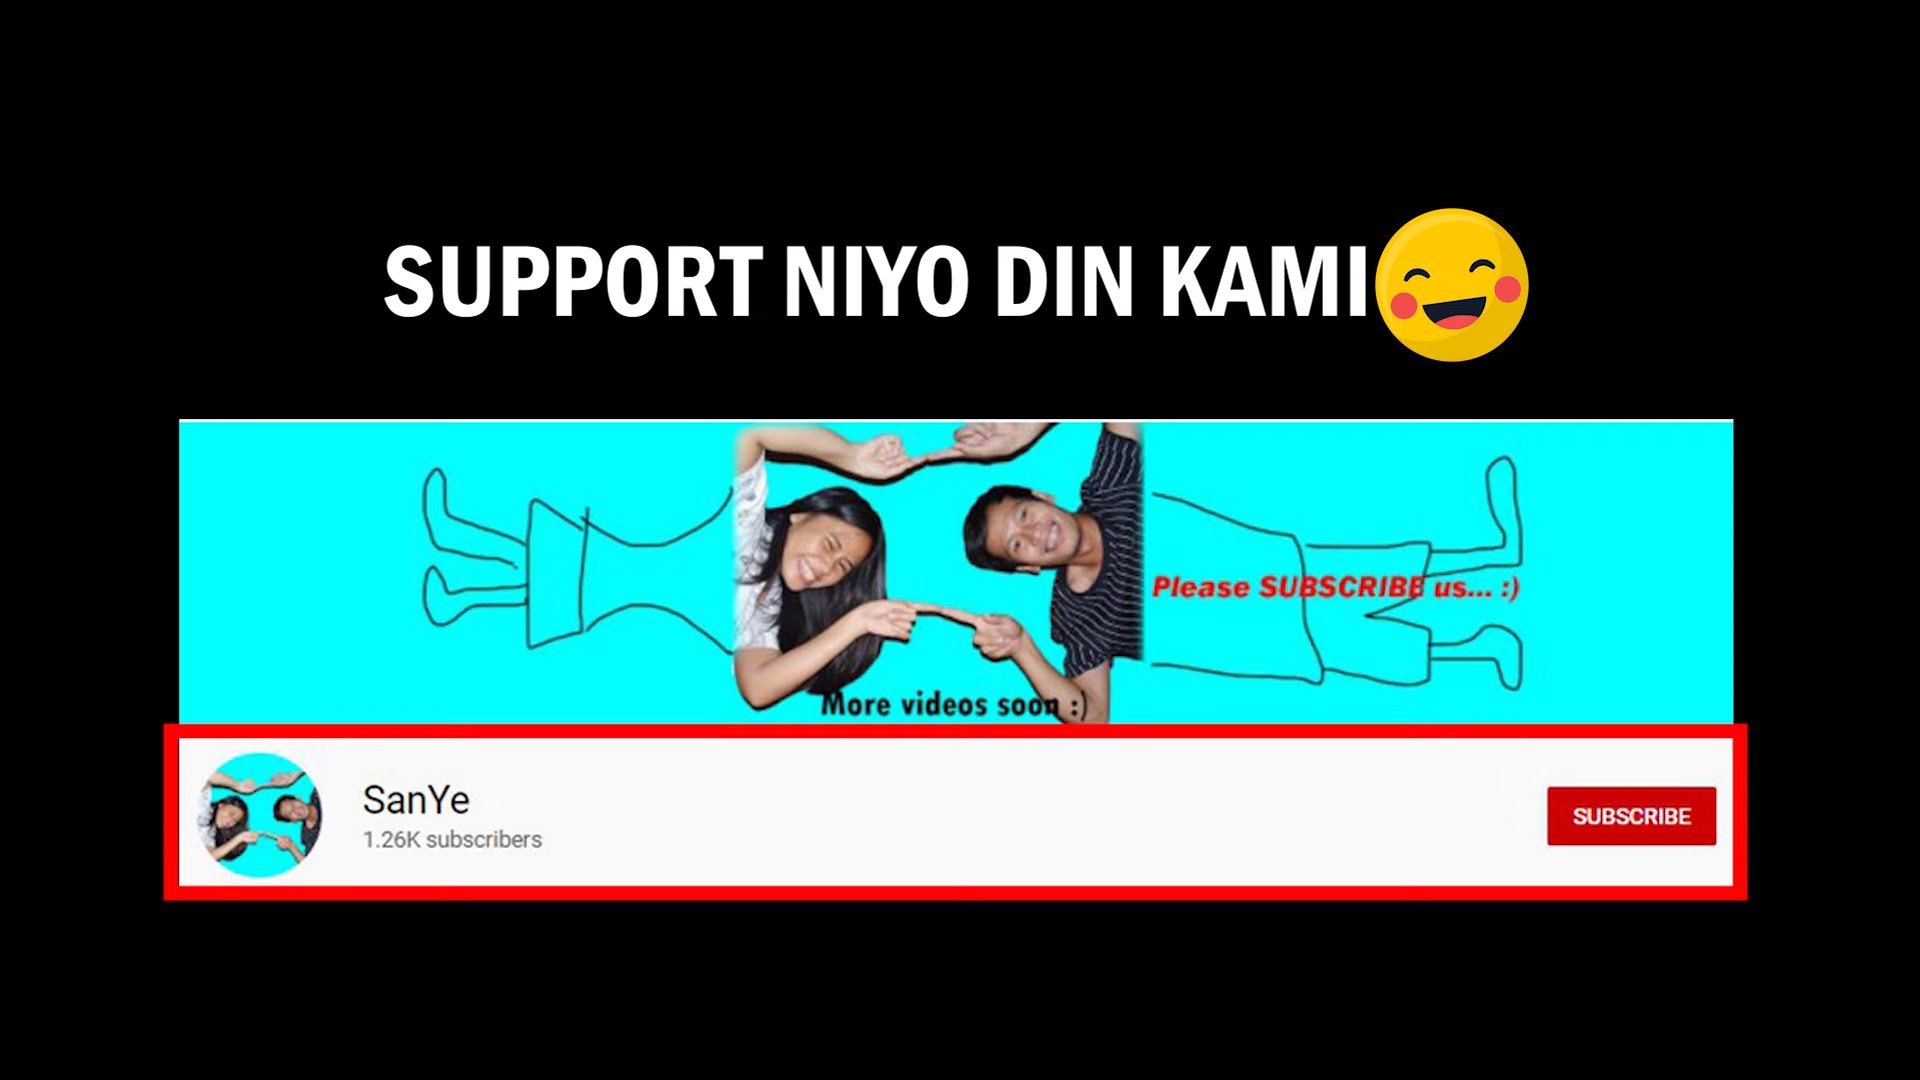 SUPPORT NIYO DIN KAMI
Please SUBSCRIBE us... :)
More videos soon :)
SanYe
1.26K subscribers
SUBSCRIBE